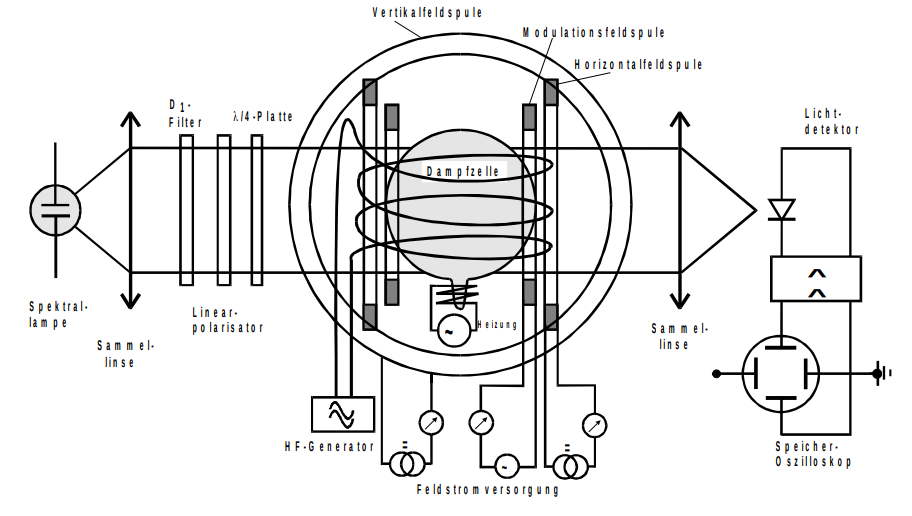 Vertikalfeldspule
Modulationsfeldspule
Horizontalfeldspule
D1-
Filter
λ/4-Platte
Licht-
detektor
Dampfzelle
Spektral-
lampe
Linear-
polarisator
Sammel-
linse
Heizung
~
Sammel-
linse
HF-Generator
=
~
=
Feldstromversorgung
Speicher-
Oszilloskop